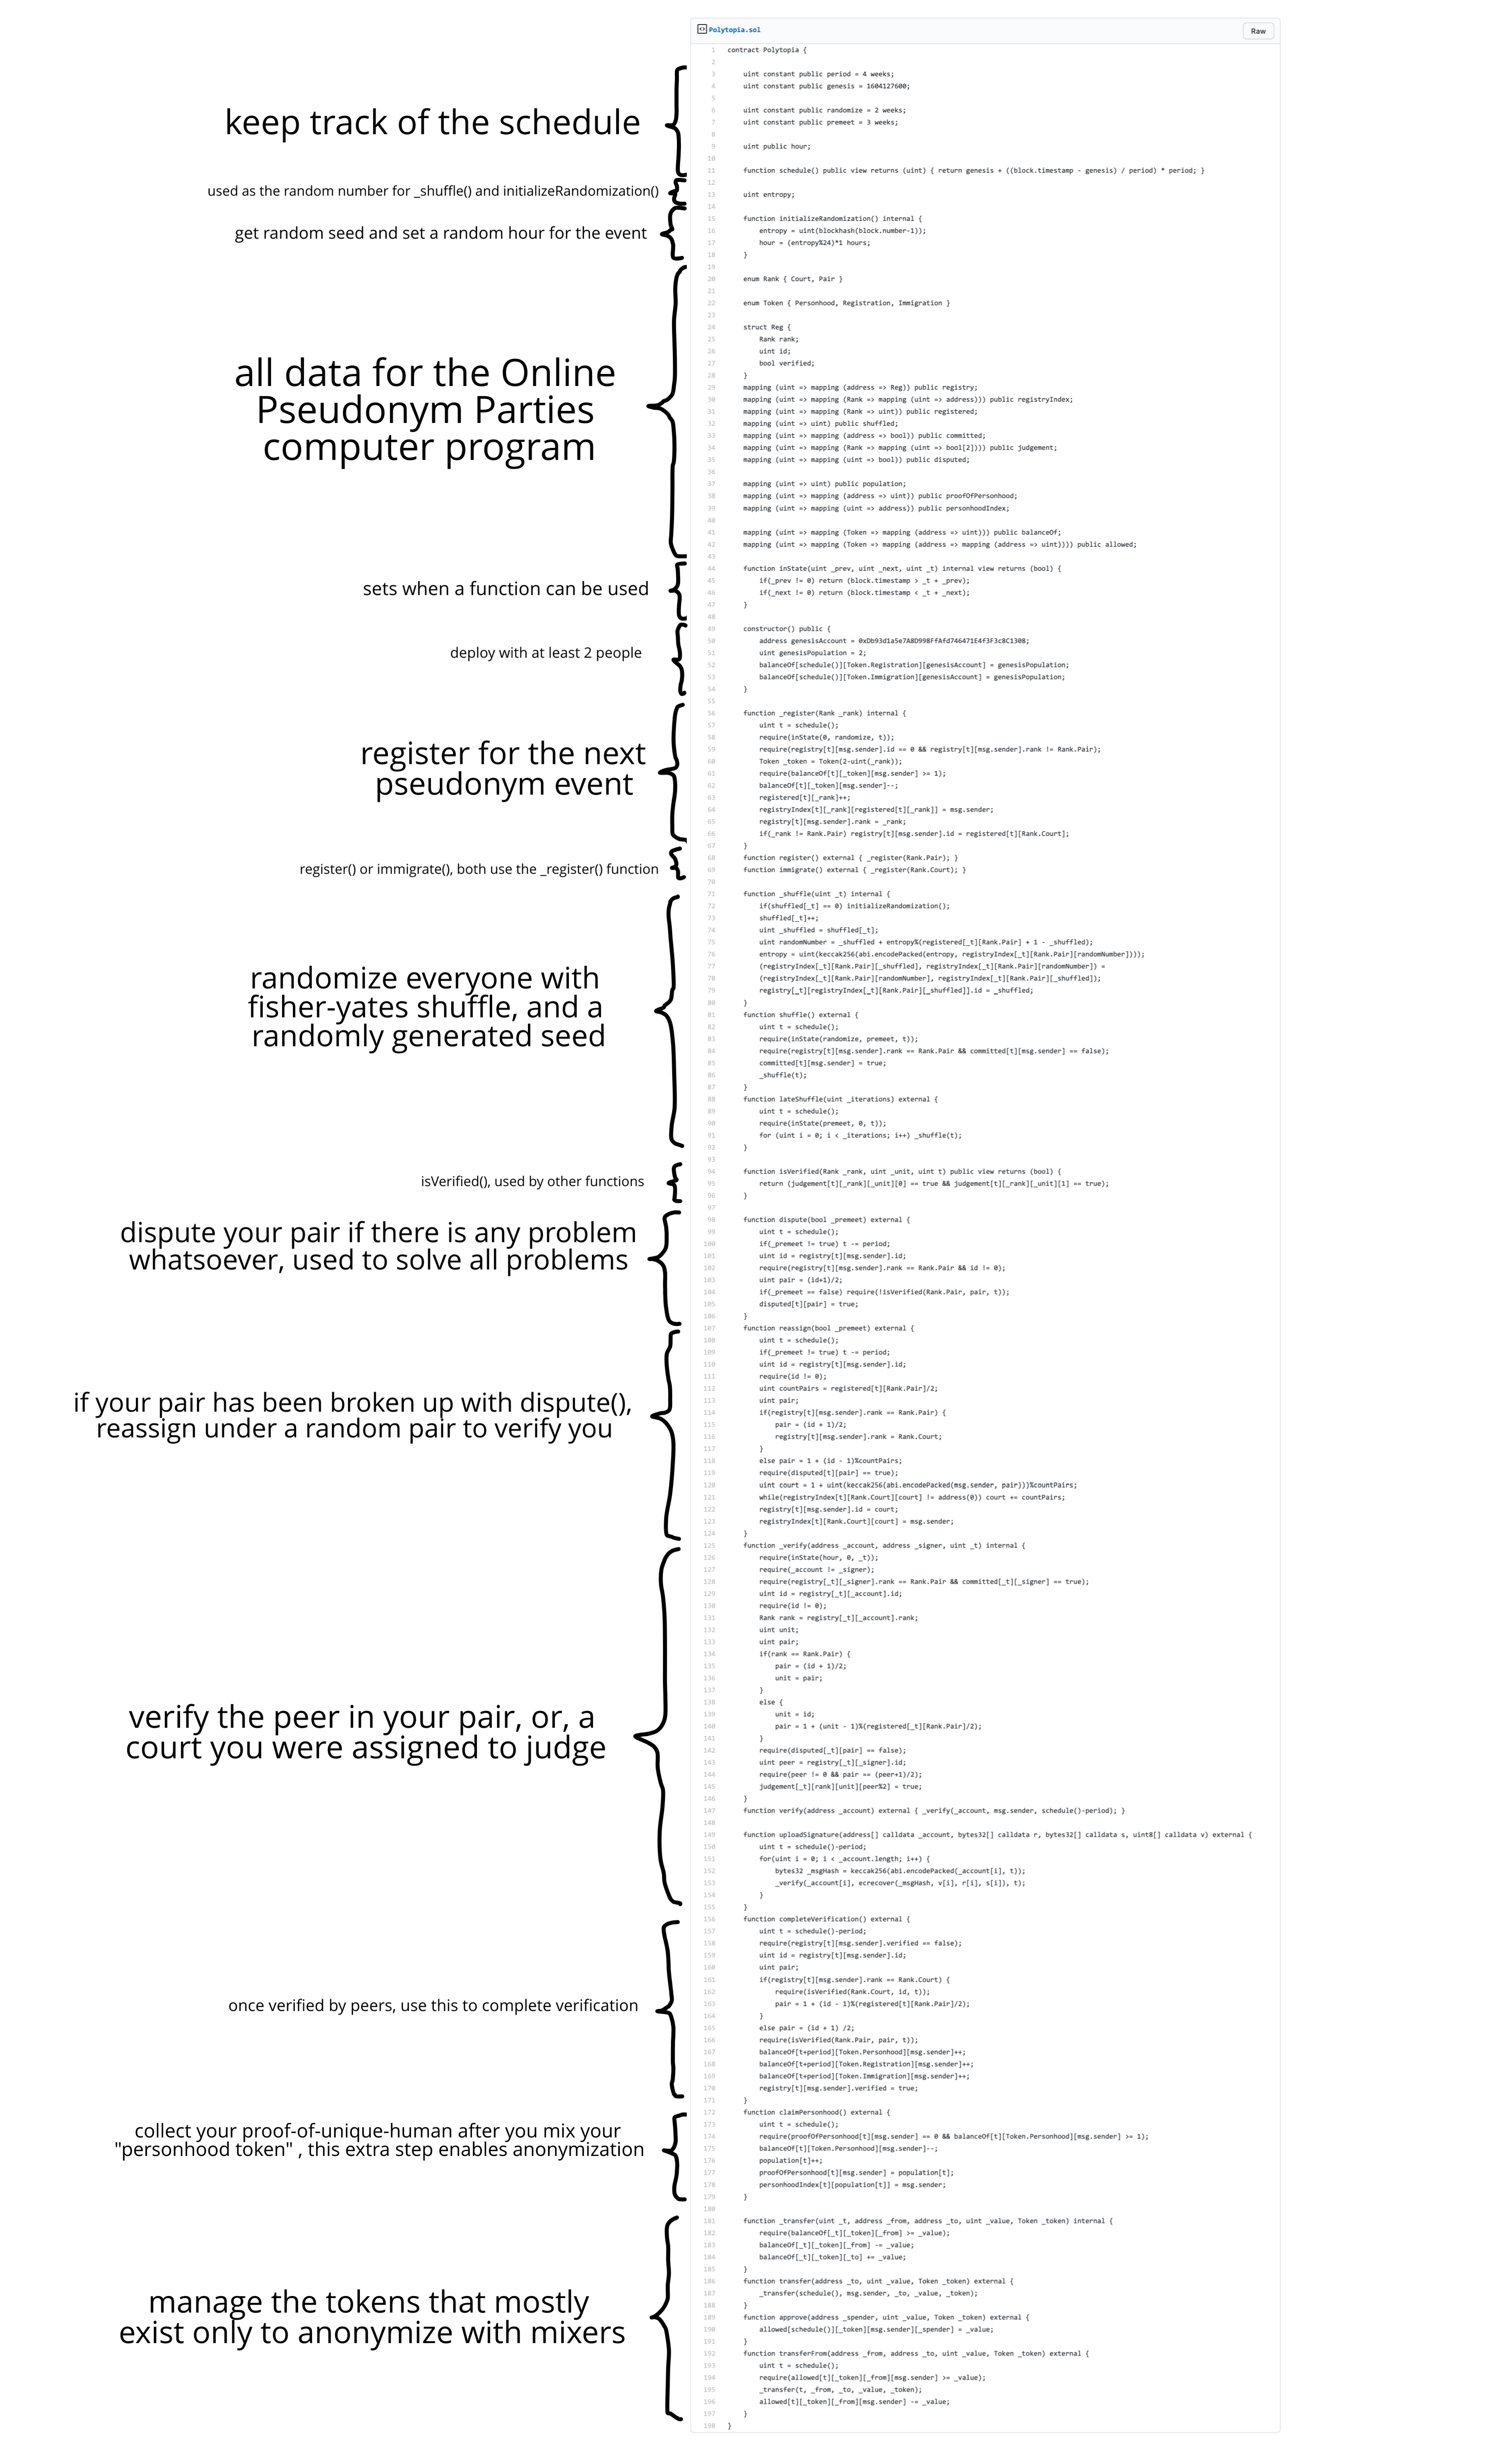 keep track of the schedule
used as the random number for _shuffle() and initializeRandomization()
get random seed and set a random hour for the event
all data for the Online
Pseudonym Parties
computer program
sets when a function can be used
deploy with at least 2 people
register for the next
pseudonym event
register() or immigrate(), both use the _register() function
randomize everyone with
fisher-yates shuffle, and a
randomly generated seed
isVerified(), used by other functions
dispute your pair if there is any problem
whatsoever, used to solve all problems
if your pair has been broken up with dispute(),
reassign under a random pair to verify you
verify the peer in your pair, or, a
court you were assigned to judge
once verified by peers, use this to complete verification
collect your proof-of-unique-human after you mix your
"personhood token" , this extra step enables anonymization
manage the tokens that mostly
exist only to anonymize with mixers
Polytopia.sol
Raw
1 contract Polytopia {
2
3 uint constant public period = 4 weeks;
4 uint constant public genesis = 1604127600;
5
6 uint constant public randomize = 2 weeks;
7 uint constant public premeet = 3 weeks;
8
9 uint public hour;
10
11 function schedule() public view returns (uint) { return genesis + ((block.timestamp - genesis) / period) * period; }
12
13 uint entropy;
14
15 function initializeRandomization() internal {
16 entropy = uint(blockhash(block.number-1));
17 hour = (entropy%24)*1 hours;
18 }
19
20 enum Rank { Court, Pair }
21
22 enum Token { Personhood, Registration, Immigration }
23
24 struct Reg {
25 Rank rank;
26 uint id;
27 bool verified;
28 }
29 mapping (uint => mapping (address => Reg)) public registry;
30 mapping (uint => mapping (Rank => mapping (uint => address))) public registryIndex;
31 mapping (uint => mapping (Rank => uint)) public registered;
32 mapping (uint => uint) public shuffled;
33 mapping (uint => mapping (address => bool)) public committed;
34 mapping (uint => mapping (Rank => mapping (uint => bool[2]))) public judgement;
35 mapping (uint => mapping (uint => bool)) public disputed;
36
37 mapping (uint => uint) public population;
38 mapping (uint => mapping (address => uint)) public proofOfPersonhood;
39 mapping (uint => mapping (uint => address)) public personhoodIndex;
40
41 mapping (uint => mapping (Token => mapping (address => uint))) public balanceOf;
42 mapping (uint => mapping (Token => mapping (address => mapping (address => uint)))) public allowed;
43
44 function inState(uint _prev, uint _next, uint _t) internal view returns (bool) {
45 if(_prev != 0) return (block.timestamp > _t + _prev);
46 if(_next != 0) return (block.timestamp < _t + _next);
47 }
48
49 constructor() public {
50 address genesisAccount = 0xDb93d1a5e7A8D998FfAfd746471E4f3F3c8C1308;
51 uint genesisPopulation = 2;
52 balanceOf[schedule()][Token.Registration][genesisAccount] = genesisPopulation;
53 balanceOf[schedule()][Token.Immigration][genesisAccount] = genesisPopulation;
54 }
55
56 function _register(Rank _rank) internal {
57 uint t = schedule();
58 require(inState(0, randomize, t));
59 require(registry[t][msg.sender].id == 0 && registry[t][msg.sender].rank != Rank.Pair);
60 Token _token = Token(2-uint(_rank));
61 require(balanceOf[t][_token][msg.sender] >= 1);
62 balanceOf[t][_token][msg.sender]--;
63 registered[t][_rank]++;
64 registryIndex[t][_rank][registered[t][_rank]] = msg.sender;
65 registry[t][msg.sender].rank = _rank;
66 if(_rank != Rank.Pair) registry[t][msg.sender].id = registered[t][Rank.Court];
67 }
68 function register() external { _register(Rank.Pair); }
69 function immigrate() external { _register(Rank.Court); }
70
71 function _shuffle(uint _t) internal {
72 if(shuffled[_t] == 0) initializeRandomization();
73 shuffled[_t]++;
74 uint _shuffled = shuffled[_t];
75 uint randomNumber = _shuffled + entropy%(registered[_t][Rank.Pair] + 1 - _shuffled);
76 entropy = uint(keccak256(abi.encodePacked(entropy, registryIndex[_t][Rank.Pair][randomNumber])));
77 (registryIndex[_t][Rank.Pair][_shuffled], registryIndex[_t][Rank.Pair][randomNumber]) =
78 (registryIndex[_t][Rank.Pair][randomNumber], registryIndex[_t][Rank.Pair][_shuffled]);
79 registry[_t][registryIndex[_t][Rank.Pair][_shuffled]].id = _shuffled;
80 }
81 function shuffle() external {
82 uint t = schedule();
83 require(inState(randomize, premeet, t));
84 require(registry[t][msg.sender].rank == Rank.Pair && committed[t][msg.sender] == false);
85 committed[t][msg.sender] = true;
86 _shuffle(t);
87 }
88 function lateShuffle(uint _iterations) external {
89 uint t = schedule();
90 require(inState(premeet, 0, t));
91 for (uint i = 0; i < _iterations; i++) _shuffle(t);
92 }
93
94 function isVerified(Rank _rank, uint _unit, uint t) public view returns (bool) {
95 return (judgement[t][_rank][_unit][0] == true && judgement[t][_rank][_unit][1] == true);
96 }
97
98 function dispute(bool _premeet) external {
99 uint t = schedule();
100 if(_premeet != true) t -= period;
101 uint id = registry[t][msg.sender].id;
102 require(registry[t][msg.sender].rank == Rank.Pair && id != 0);
103 uint pair = (id+1)/2;
104 if(_premeet == false) require(!isVerified(Rank.Pair, pair, t));
105 disputed[t][pair] = true;
106 }
107 function reassign(bool _premeet) external {
108 uint t = schedule();
109 if(_premeet != true) t -= period;
110 uint id = registry[t][msg.sender].id;
111 require(id != 0);
112 uint countPairs = registered[t][Rank.Pair]/2;
113 uint pair;
114 if(registry[t][msg.sender].rank == Rank.Pair) {
115 pair = (id + 1)/2;
116 registry[t][msg.sender].rank = Rank.Court;
117 }
118 else pair = 1 + (id - 1)%countPairs;
119 require(disputed[t][pair] == true);
120 uint court = 1 + uint(keccak256(abi.encodePacked(msg.sender, pair)))%countPairs;
121 while(registryIndex[t][Rank.Court][court] != address(0)) court += countPairs;
122 registry[t][msg.sender].id = court;
123 registryIndex[t][Rank.Court][court] = msg.sender;
124 }
125 function _verify(address _account, address _signer, uint _t) internal {
126 require(inState(hour, 0, _t));
127 require(_account != _signer);
128 require(registry[_t][_signer].rank == Rank.Pair && committed[_t][_signer] == true);
129 uint id = registry[_t][_account].id;
130 require(id != 0);
131 Rank rank = registry[_t][_account].rank;
132 uint unit;
133 uint pair;
134 if(rank == Rank.Pair) {
135 pair = (id + 1)/2;
136 unit = pair;
137 }
138 else {
139 unit = id;
140 pair = 1 + (unit - 1)%(registered[_t][Rank.Pair]/2);
141 }
142 require(disputed[_t][pair] == false);
143 uint peer = registry[_t][_signer].id;
144 require(peer != 0 && pair == (peer+1)/2);
145 judgement[_t][rank][unit][peer%2] = true;
146 }
147 function verify(address _account) external { _verify(_account, msg.sender, schedule()-period); }
148
149 function uploadSignature(address[] calldata _account, bytes32[] calldata r, bytes32[] calldata s, uint8[] calldata v) external {
150 uint t = schedule()-period;
151 for(uint i = 0; i < _account.length; i++) {
152 bytes32 _msgHash = keccak256(abi.encodePacked(_account[i], t));
153 _verify(_account[i], ecrecover(_msgHash, v[i], r[i], s[i]), t);
154 }
155 }
156 function completeVerification() external {
157 uint t = schedule()-period;
158 require(registry[t][msg.sender].verified == false);
159 uint id = registry[t][msg.sender].id;
160 uint pair;
161 if(registry[t][msg.sender].rank == Rank.Court) {
162 require(isVerified(Rank.Court, id, t));
163 pair = 1 + (id - 1)%(registered[t][Rank.Pair]/2);
164 }
165 else pair = (id + 1) /2;
166 require(isVerified(Rank.Pair, pair, t));
167 balanceOf[t+period][Token.Personhood][msg.sender]++;
168 balanceOf[t+period][Token.Registration][msg.sender]++;
169 balanceOf[t+period][Token.Immigration][msg.sender]++;
170 registry[t][msg.sender].verified = true;
171 }
172 function claimPersonhood() external {
173 uint t = schedule();
174 require(proofOfPersonhood[t][msg.sender] == 0 && balanceOf[t][Token.Personhood][msg.sender] >= 1);
175 balanceOf[t][Token.Personhood][msg.sender]--;
176 population[t]++;
177 proofOfPersonhood[t][msg.sender] = population[t];
178 personhoodIndex[t][population[t]] = msg.sender;
179 }
180
181 function _transfer(uint _t, address _from, address _to, uint _value, Token _token) internal {
182 require(balanceOf[_t][_token][_from] >= _value);
183 balanceOf[_t][_token][_from] -= _value;
184 balanceOf[_t][_token][_to] += _value;
185 }
186 function transfer(address _to, uint _value, Token _token) external {
187 _transfer(schedule(), msg.sender, _to, _value, _token);
188 }
189 function approve(address _spender, uint _value, Token _token) external {
190 allowed[schedule()][_token][msg.sender][_spender] = _value;
191 }
192 function transferFrom(address _from, address _to, uint _value, Token _token) external {
193 uint t = schedule();
194 require(allowed[t][_token][_from][msg.sender] >= _value);
195 _transfer(t, _from, _to, _value, _token);
196 allowed[t][_token][_from][msg.sender] -= _value;
197 }
198 }